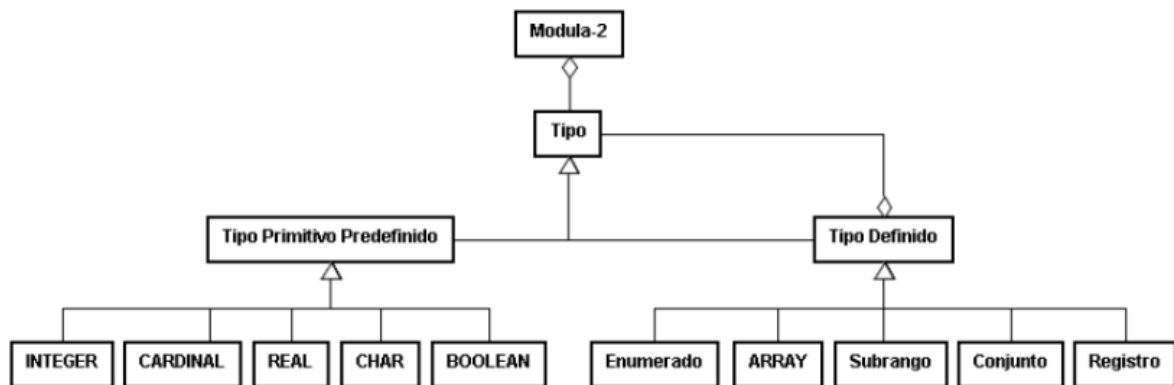 Modula-2
Tipo
Tipo Primitivo Predefinido
Tipo Definido
INTEGER
CARDINAL
REAL
CHAR
BOOLEAN
Enumerado
ARRAY
Subrango
Conjunto
Registro